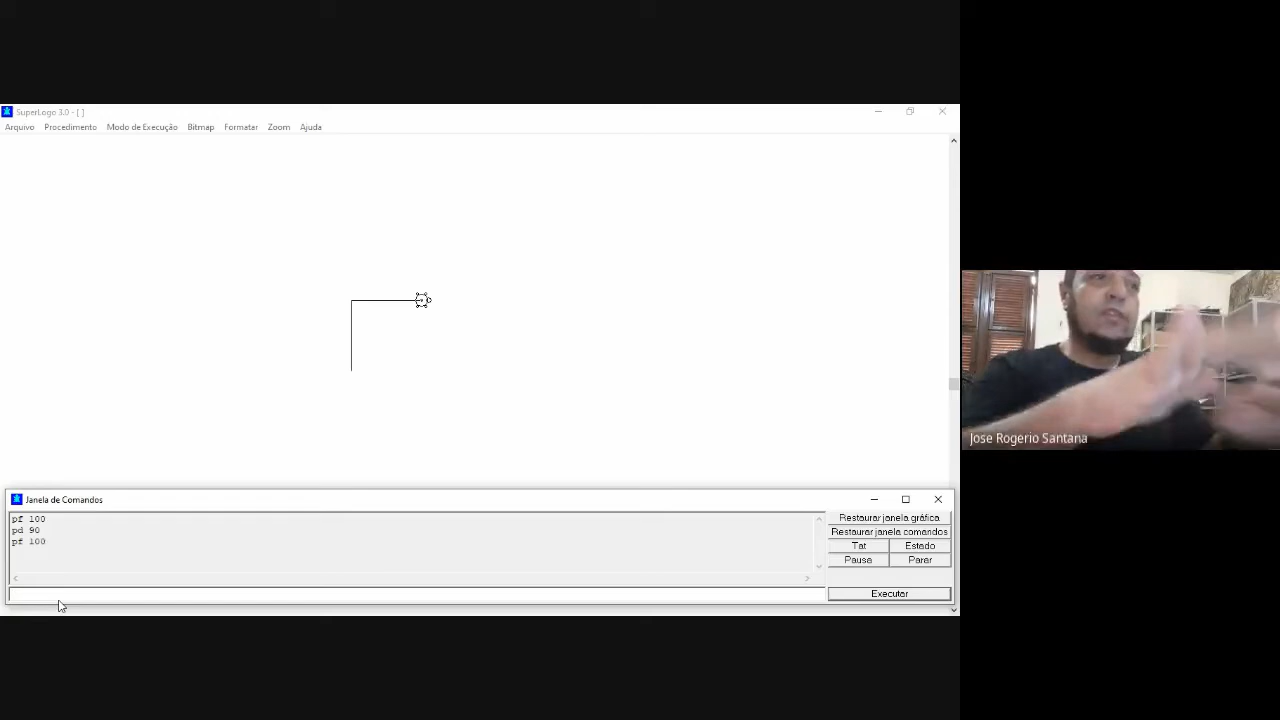 SuperLogo 3.0 - [ ]
Arquivo Procedimento Modo de Execução Bitmap Formatar Zoom Ajuda
Jose Rogerio Santana
Janela de Comandos
pf 100
pd 90
pf 100
Restaurar janela gráfica
Restaurar janela comandos
Tat Estado
Pausa Parar
Executar